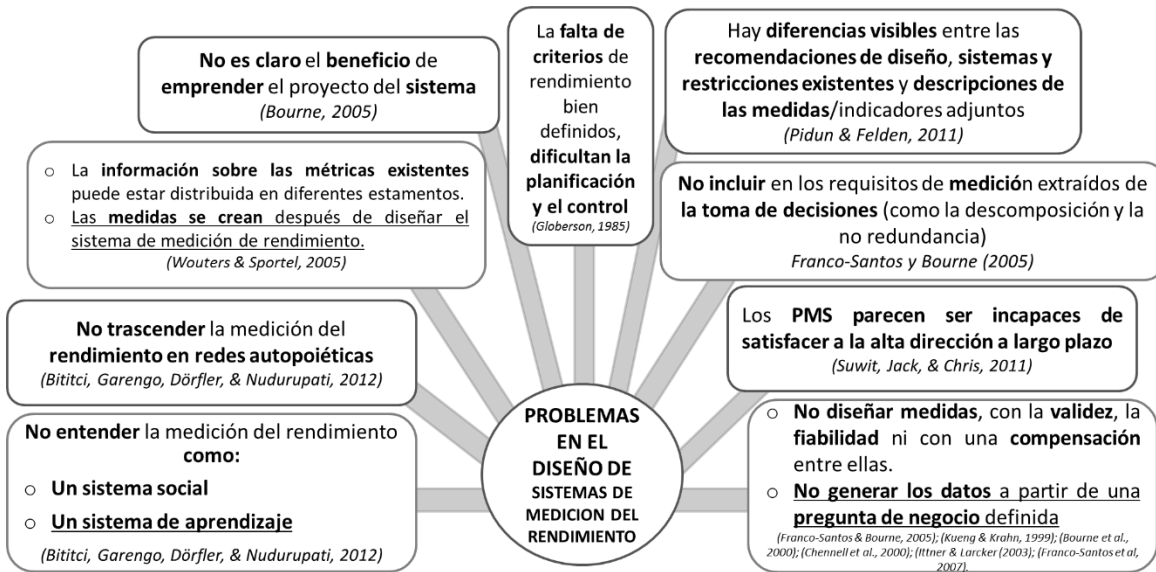 No es claro el beneficio de
emprender el proyecto del sistema
(Bourne, 2005)
La falta de
criterios de
rendimiento
bien
definidos,
dificultan la
planificación
y el control
(Globerson, 1985)
Hay diferencias visibles entre las
recomendaciones de diseño, sistemas y
restricciones existentes y descripciones de
las medidas/indicadores adjuntos
(Pidun & Felden, 2011)
o La información sobre las métricas existentes
puede estar distribuida en diferentes estamentos.
o Las medidas se crean después de diseñar el
sistema de medición de rendimiento.
(Wouters & Sportel, 2005)
No incluir en los requisitos de medición extraídos de
la toma de decisiones (como la descomposición y la
no redundancia)
Franco-Santos y Bourne (2005)
No trascender la medición del
rendimiento en redes autopoiéticas
(Bititci, Garengo, Dörfler, & Nudurupati, 2012)
Los PMS parecen ser incapaces de
satisfacer a la alta dirección a largo plazo
(Suwit, Jack, & Chris, 2011)
No entender la medición del rendimiento
como:
o Un sistema social
o Un sistema de aprendizaje
(Bititci, Garengo, Dörfler, & Nudurupati, 2012)
PROBLEMAS
EN EL
DISEÑO DE
SISTEMAS DE
MEDICION DEL
RENDIMIENTO
o No diseñar medidas, con la validez, la
fiabilidad ni con una compensación
entre ellas.
o No generar los datos a partir de una
pregunta de negocio definida
(Franco-Santos & Bourne, 2005); (Kueng & Krahn, 1999); (Bourne et al.,
2000); (Chennell et al., 2000); (Ittner & Larcker (2003); (Franco-Santos et al,
2007).